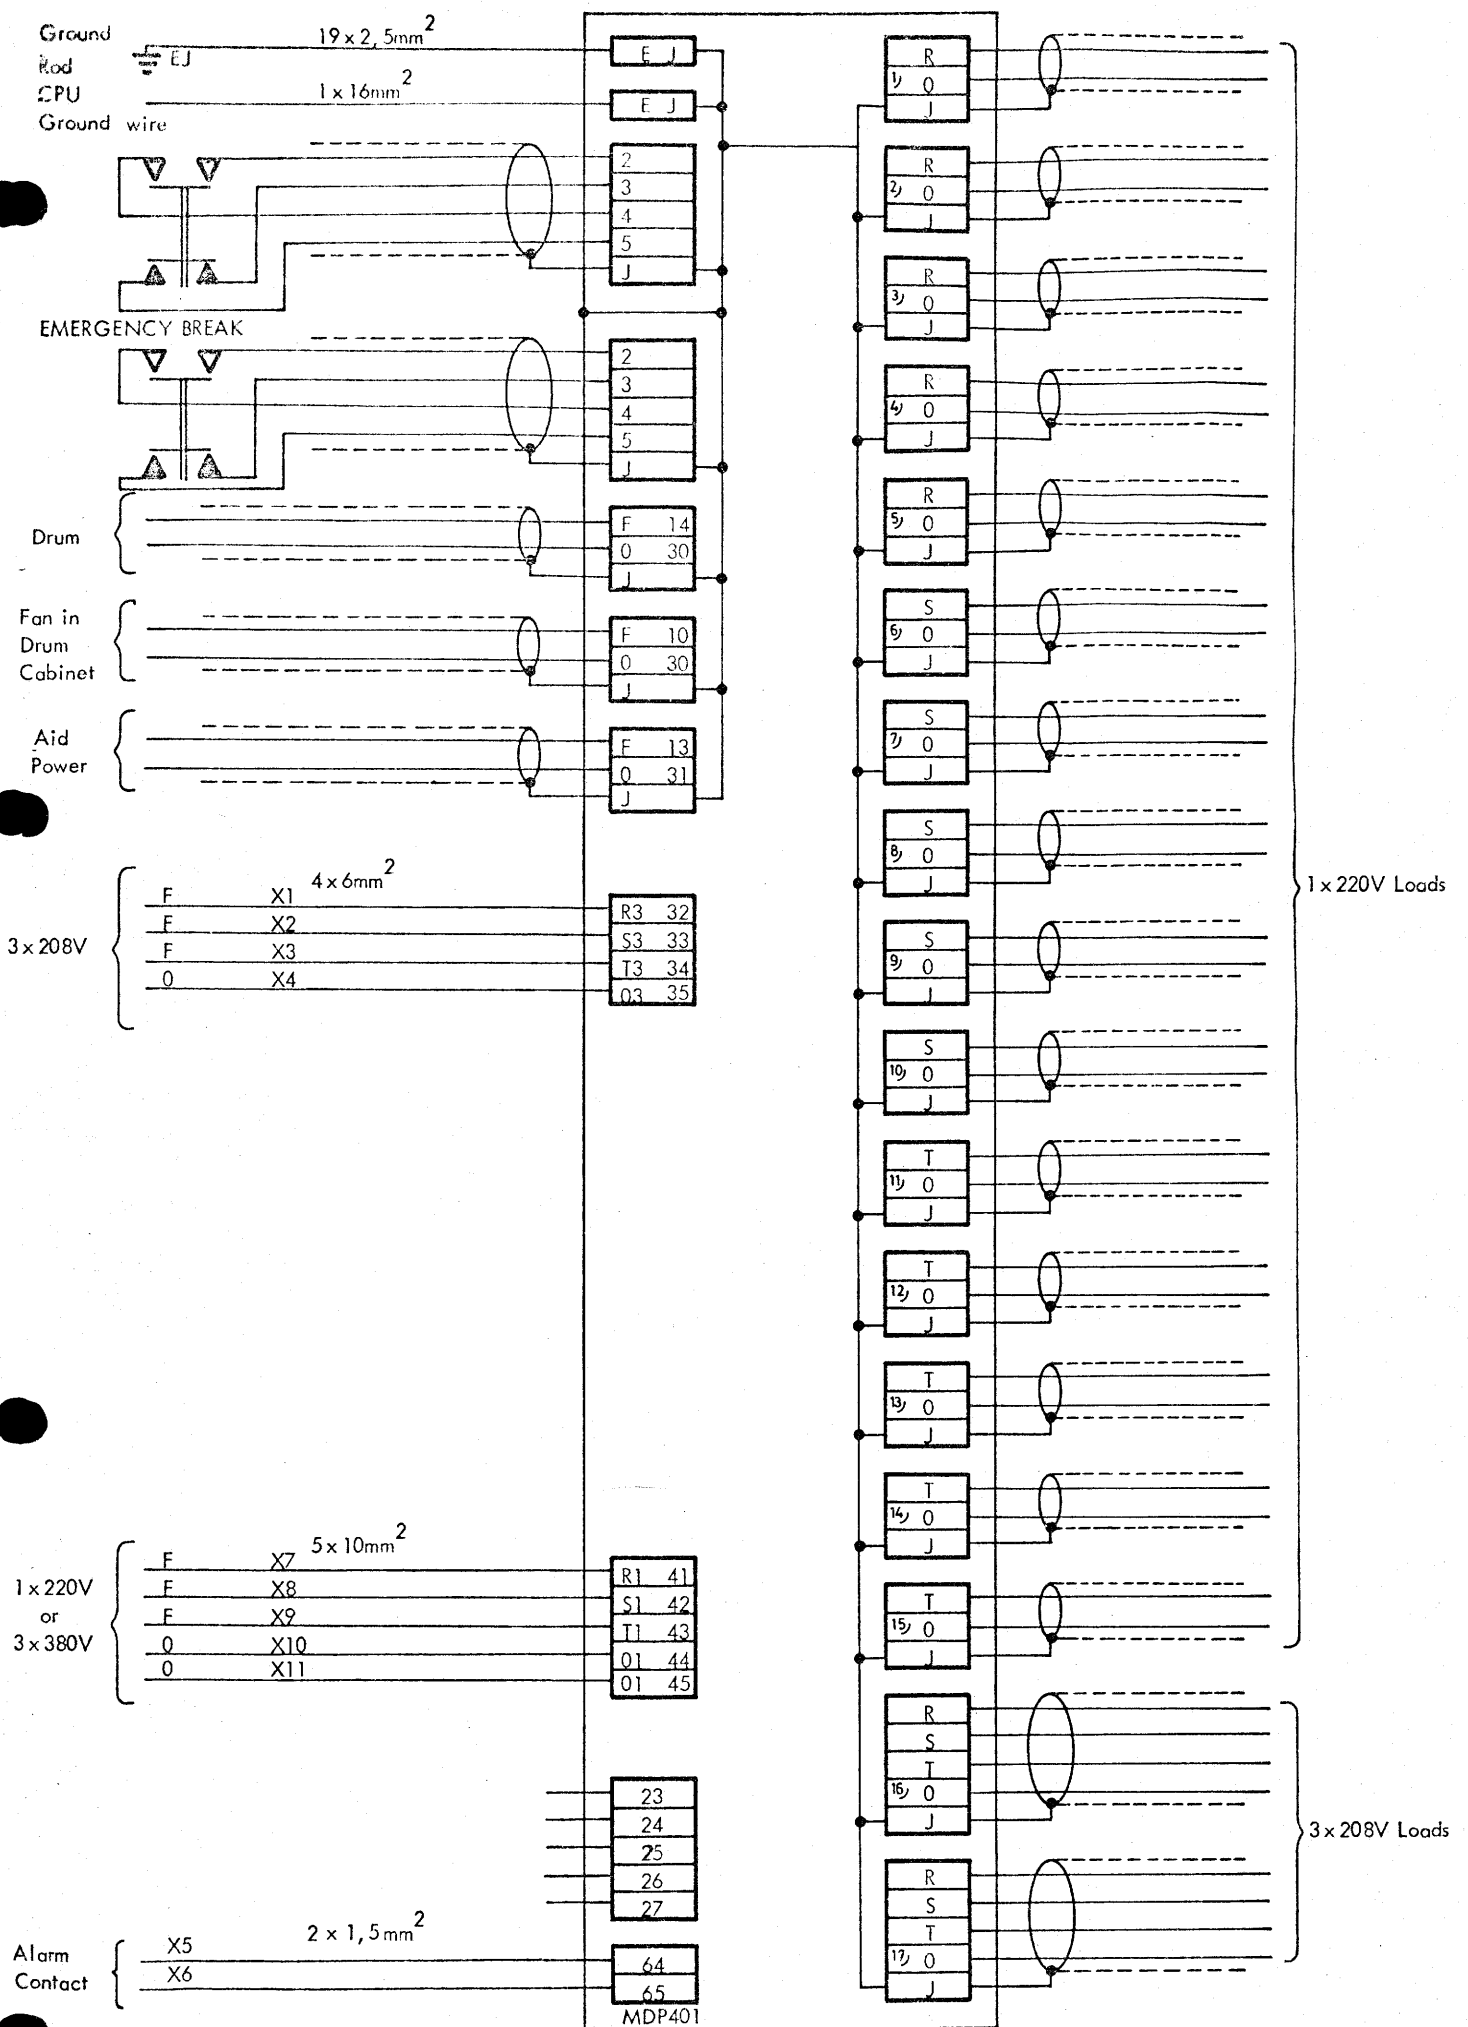 Ground
Rod
EJ
CPU
Ground wire
19 x 2,5mm²
1 x 16mm²
E J
E J
2
3
4
5
J
EMERGENCY BREAK
2
3
4
5
J
Drum
F 14
0 30
J
Fan in
Drum
Cabinet
F 10
0 30
J
Aid
Power
F 13
0 31
J
3 x 208V
4 x 6mm²
F X1
F X2
F X3
0 X4
R3 32
S3 33
T3 34
03 35
1 x 220V
or
3 x 380V
5 x 10mm²
F X7
F X8
F X9
0 X10
0 X11
R1 41
S1 42
T1 43
01 44
01 45
23
24
25
26
27
Alarm
Contact
2 x 1,5mm²
X5
X6
64
65
MDP401
R
1) 0
J
R
2) 0
J
R
3) 0
J
R
4) 0
J
R
5) 0
J
S
6) 0
J
S
7) 0
J
S
8) 0
J
S
9) 0
J
S
10) 0
J
T
11) 0
J
T
12) 0
J
T
13) 0
J
T
14) 0
J
T
15) 0
J
1 x 220V Loads
R
S
T
16) 0
J
R
S
T
17) 0
J
3 x 208V Loads